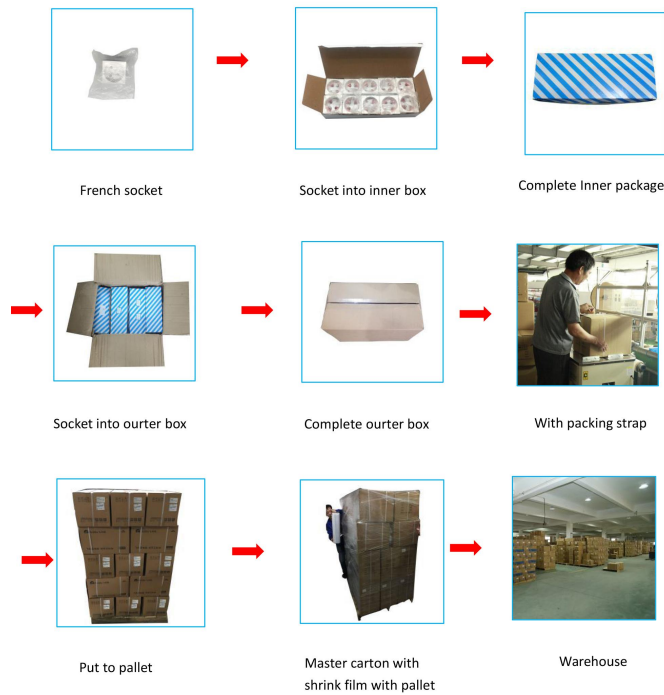 French socket
Socket into inner box
Complete Inner package
Socket into ourter box
Complete ourter box
With packing strap
Put to pallet
Master carton with
shrink film with pallet
Warehouse